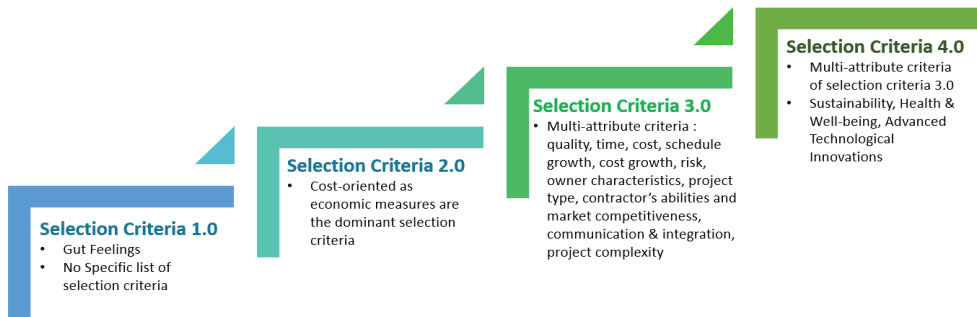 Selection Criteria 1.0
• Gut Feelings
• No Specific list of
selection criteria
Selection Criteria 2.0
• Cost-oriented as
economic measures are
the dominant selection
criteria
Selection Criteria 3.0
• Multi-attribute criteria :
quality, time, cost, schedule
growth, cost growth, risk,
owner characteristics, project
type, contractor's abilities and
market competitiveness,
communication & integration,
project complexity
Selection Criteria 4.0
• Multi-attribute criteria
of selection criteria 3.0
• Sustainability, Health &
Well-being, Advanced
Technological
Innovations